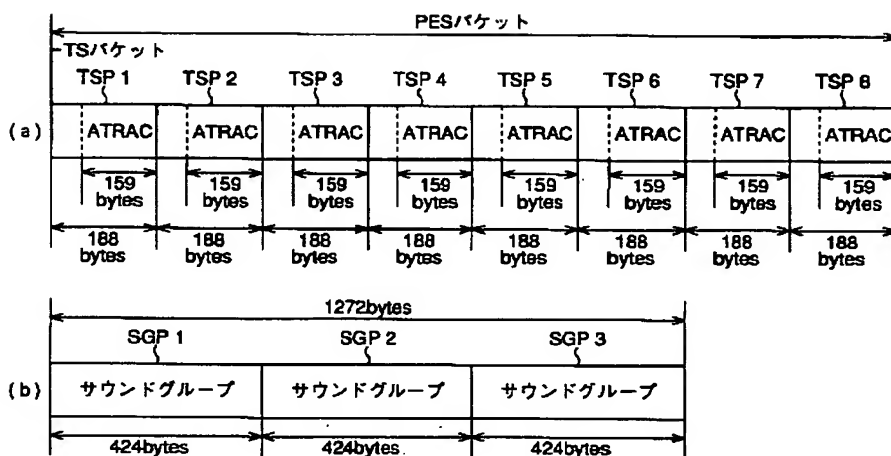 PESパケット
TSパケット
TSP 1 TSP 2 TSP 3 TSP 4 TSP 5 TSP 6 TSP 7 TSP 8
(a) ATRAC ATRAC ATRAC ATRAC ATRAC ATRAC ATRAC ATRAC
159 159 159 159 159 159 159 159
bytes bytes bytes bytes bytes bytes bytes bytes
188 188 188 188 188 188 188 188
bytes bytes bytes bytes bytes bytes bytes bytes
1272bytes
SGP 1 SGP 2 SGP 3
(b) サウンドグループ サウンドグループ サウンドグループ
424bytes 424bytes 424bytes